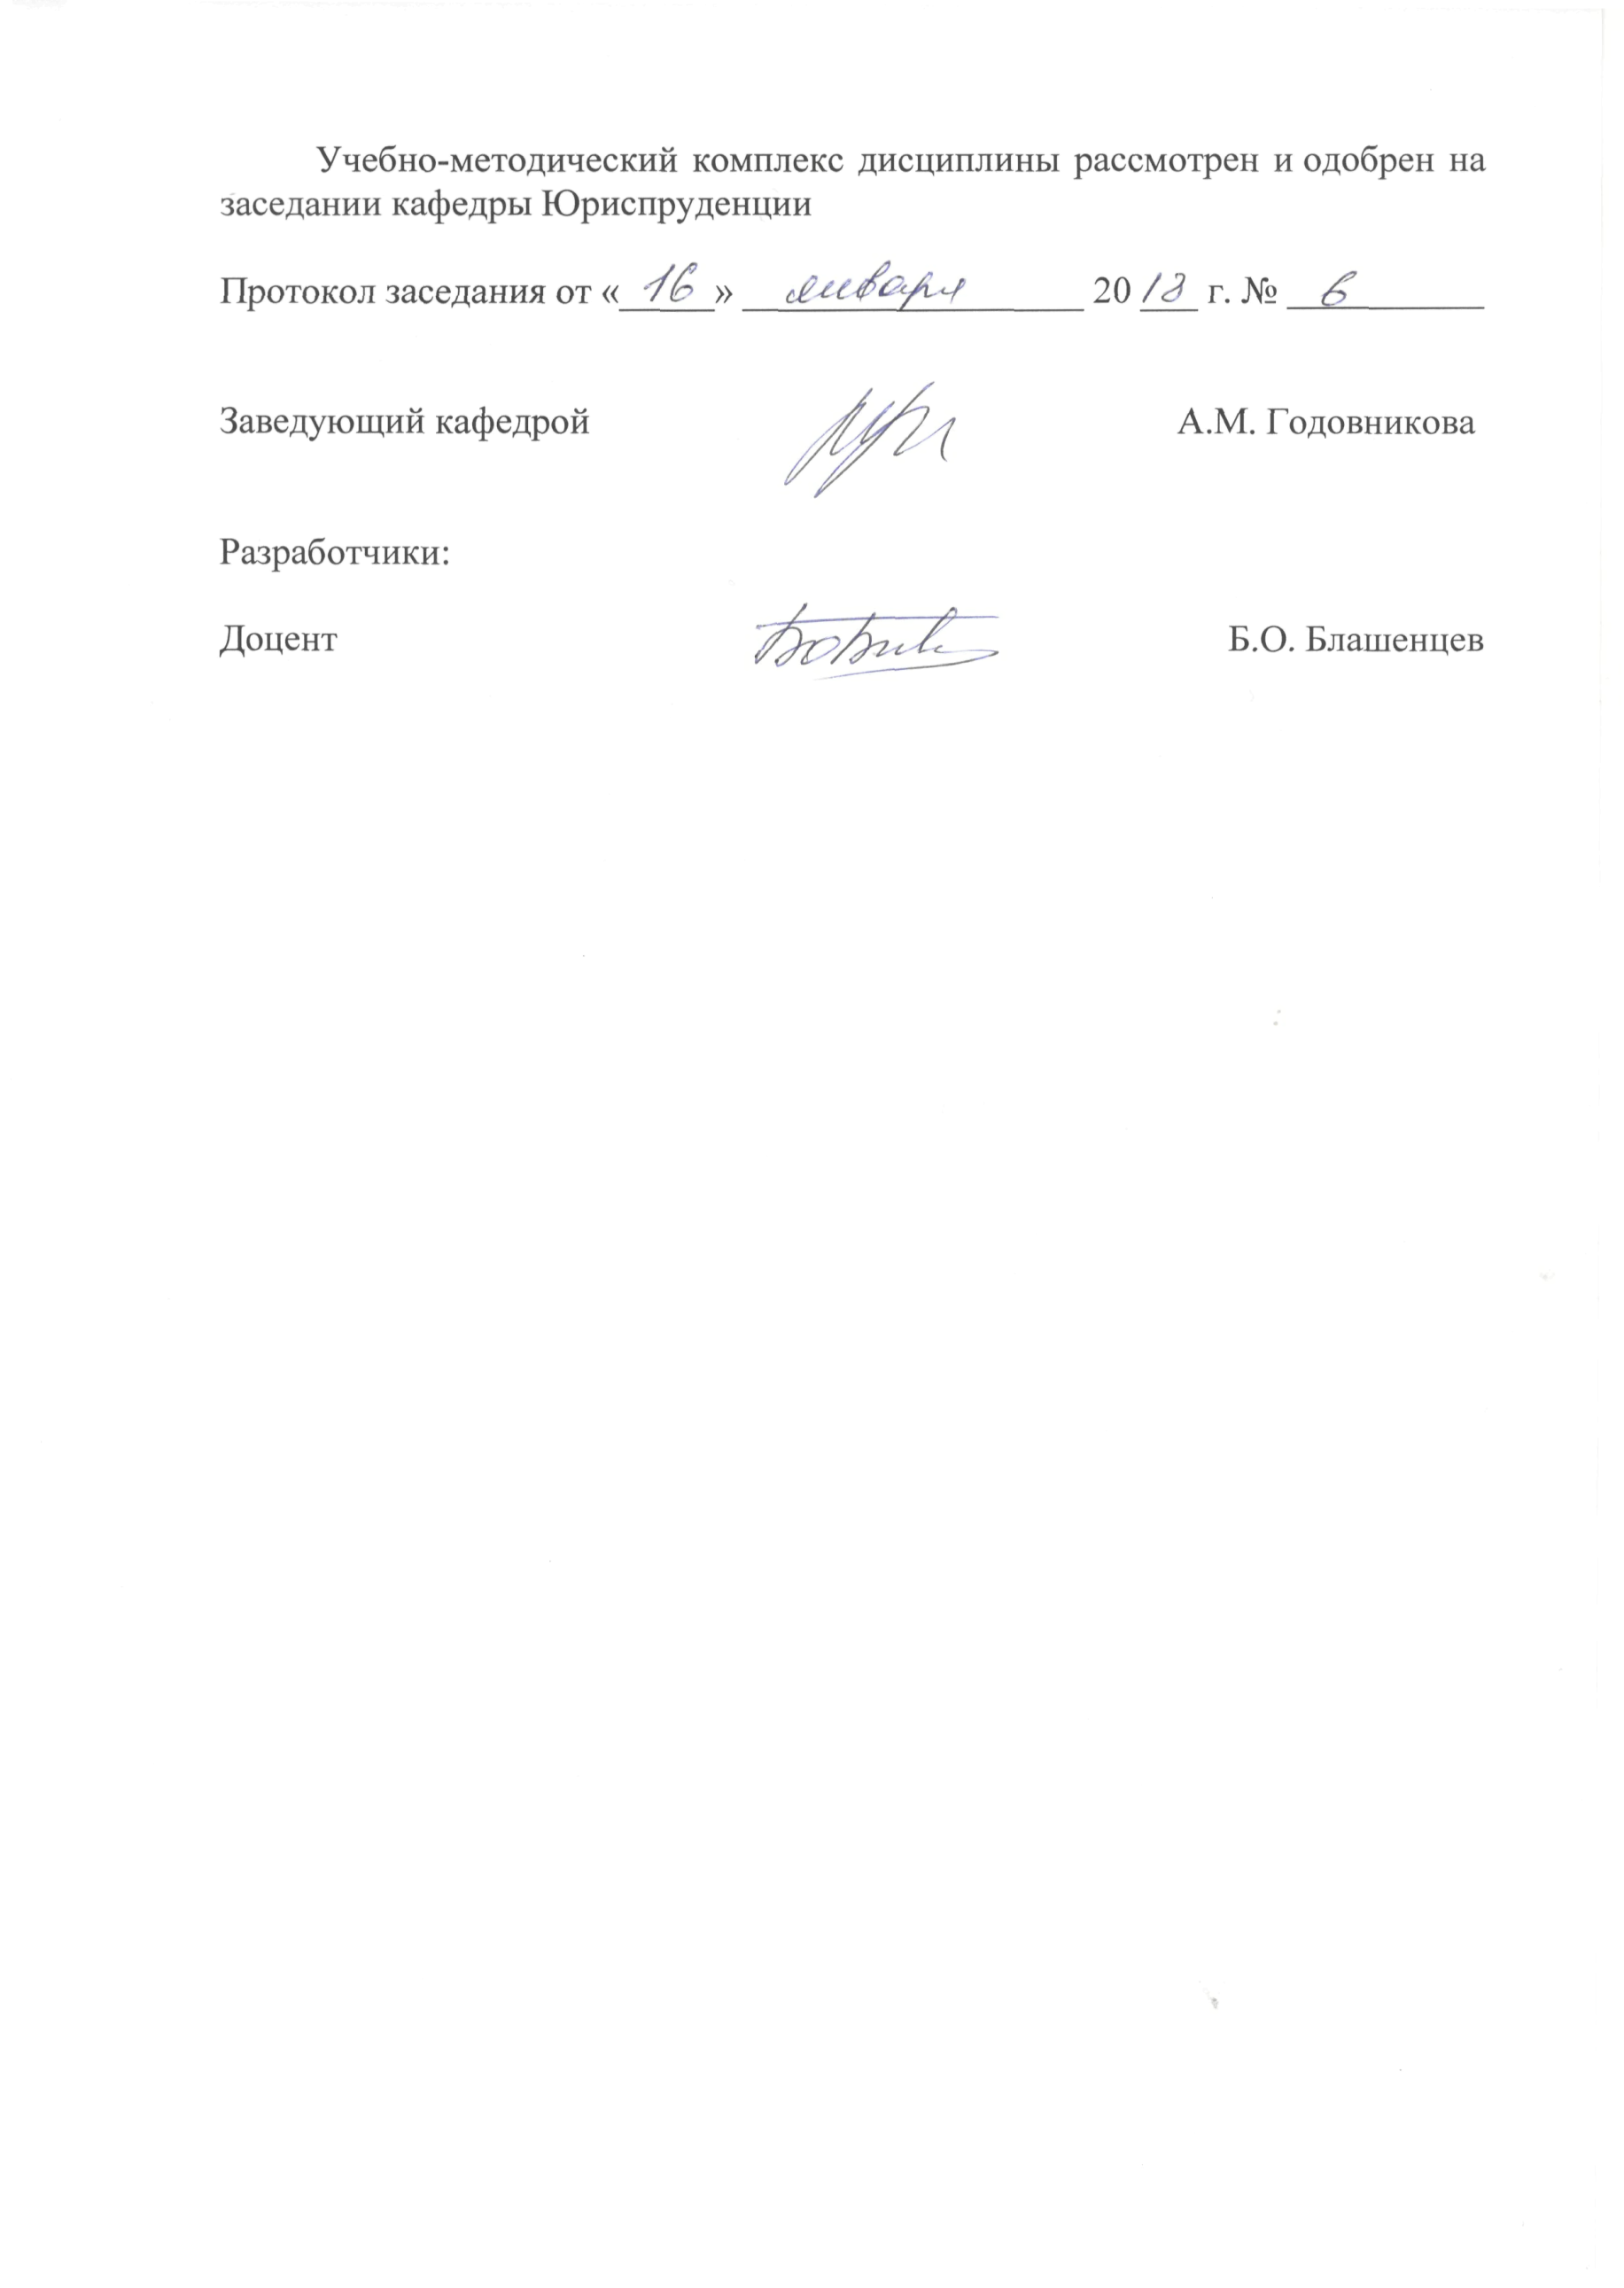 Учебно-методический комплекс дисциплины рассмотрен и одобрен на
заседании кафедры Юриспруденции
Протокол заседания от «16» января 2018 г. № 6
Заведующий кафедрой А.М. Годовникова
Разработчики:
Доцент Б.О. Блашенцев